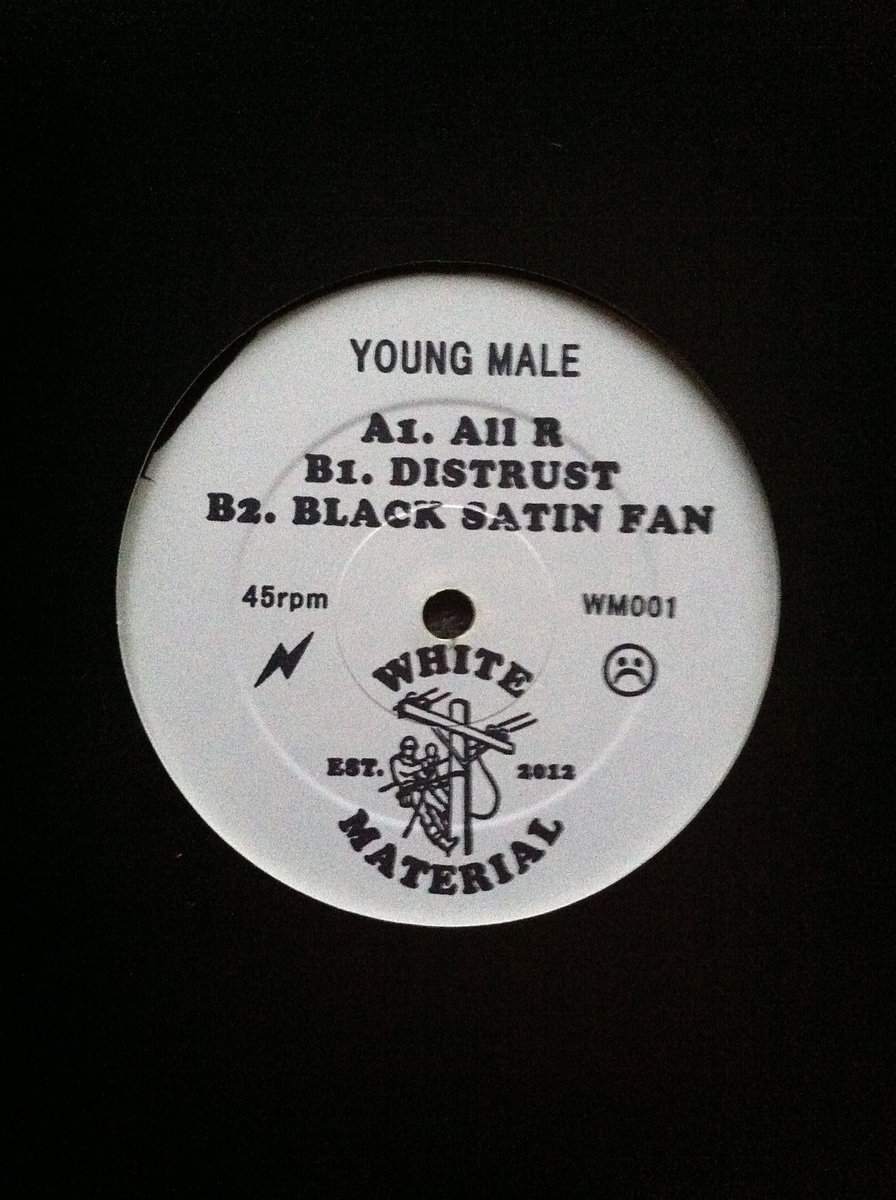 YOUNG MALE
A1. All R
B1. DISTRUST
B2. BLACK SATIN FAN
45rpm
WM001
WHITE
EST. 2012
MATERIAL